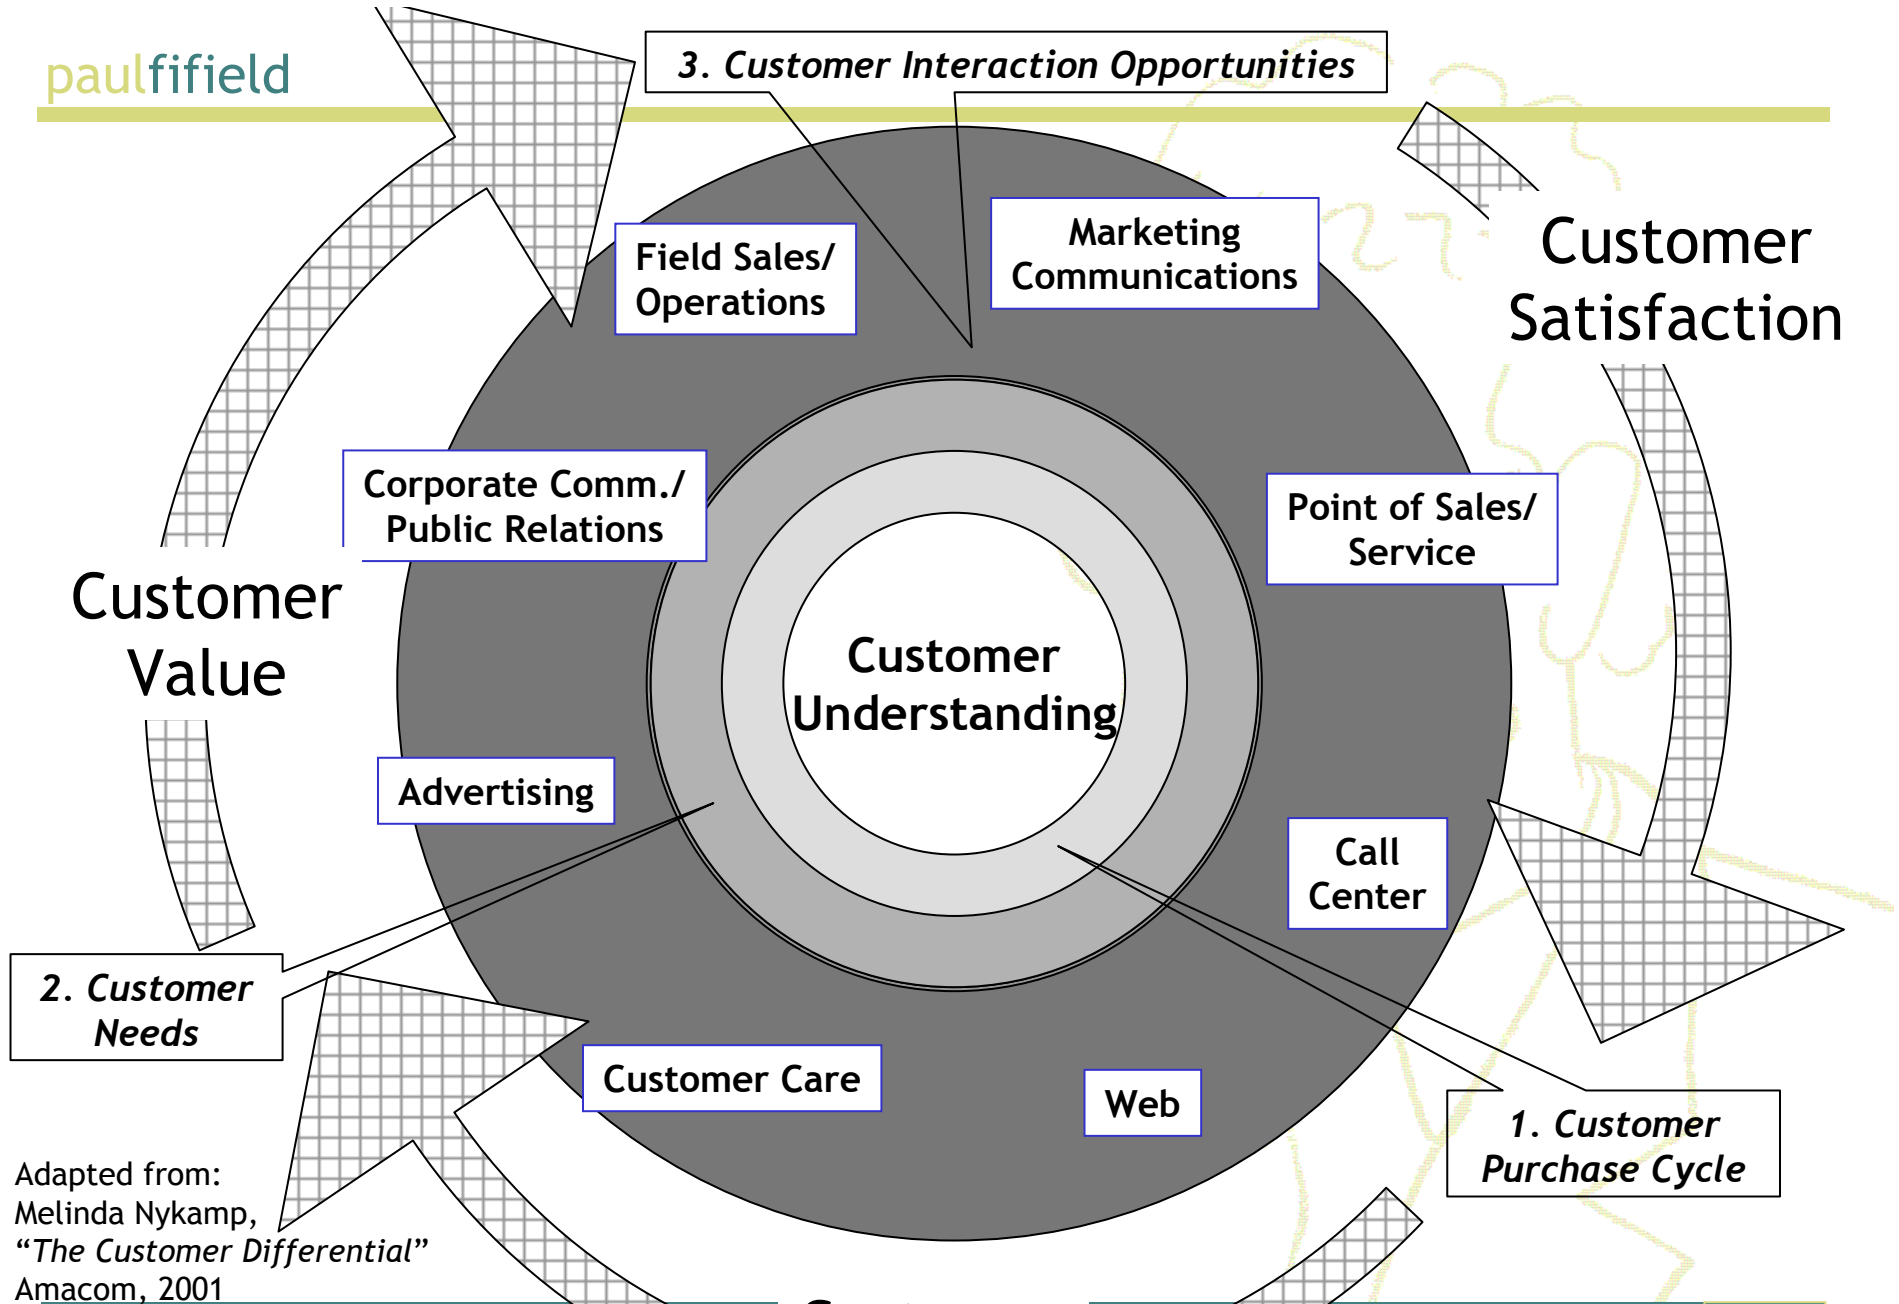 paulfifield
3. Customer Interaction Opportunities
Marketing
Communications
Field Sales/
Operations
Customer
Satisfaction
Corporate Comm./
Public Relations
Point of Sales/
Service
Customer
Value
Customer
Understanding
Advertising
Call
Center
2. Customer
Needs
Customer Care
Web
1. Customer
Purchase Cycle
Adapted from:
Melinda Nykamp,
“The Customer Differential”
Amacom, 2001